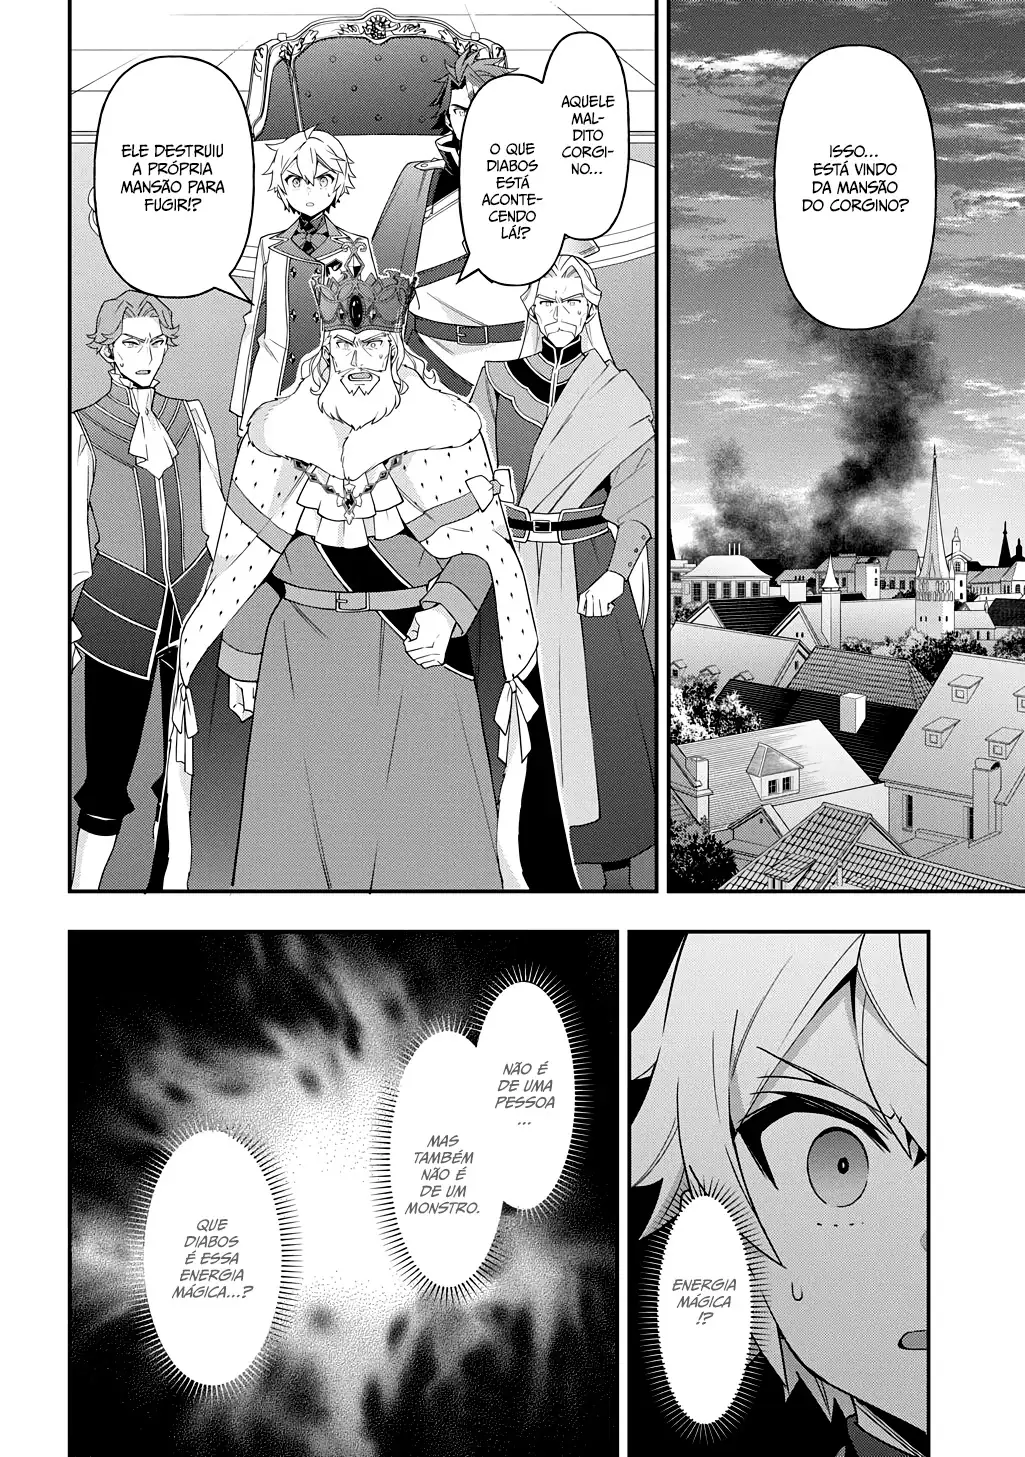 ISSO...
ESTÁ VINDO
DA MANSÃO
DO CORGINO?
AQUELE
MAL-
DITO
CORGI-
NO...
O QUE
DIABOS
ESTÁ
ACONTE-
CENDO
LÁ!?
ELE DESTRUIU
A PRÓPRIA
MANSÃO PARA
FUGIR!?
ENERGIA
MÁGICA
!?
NÃO É
DE UMA
PESSOA
...
MAS
TAMBÉM
NÃO É
DE UM
MONSTRO.
QUE
DIABOS
É ESSA
ENERGIA
MÁGICA...?